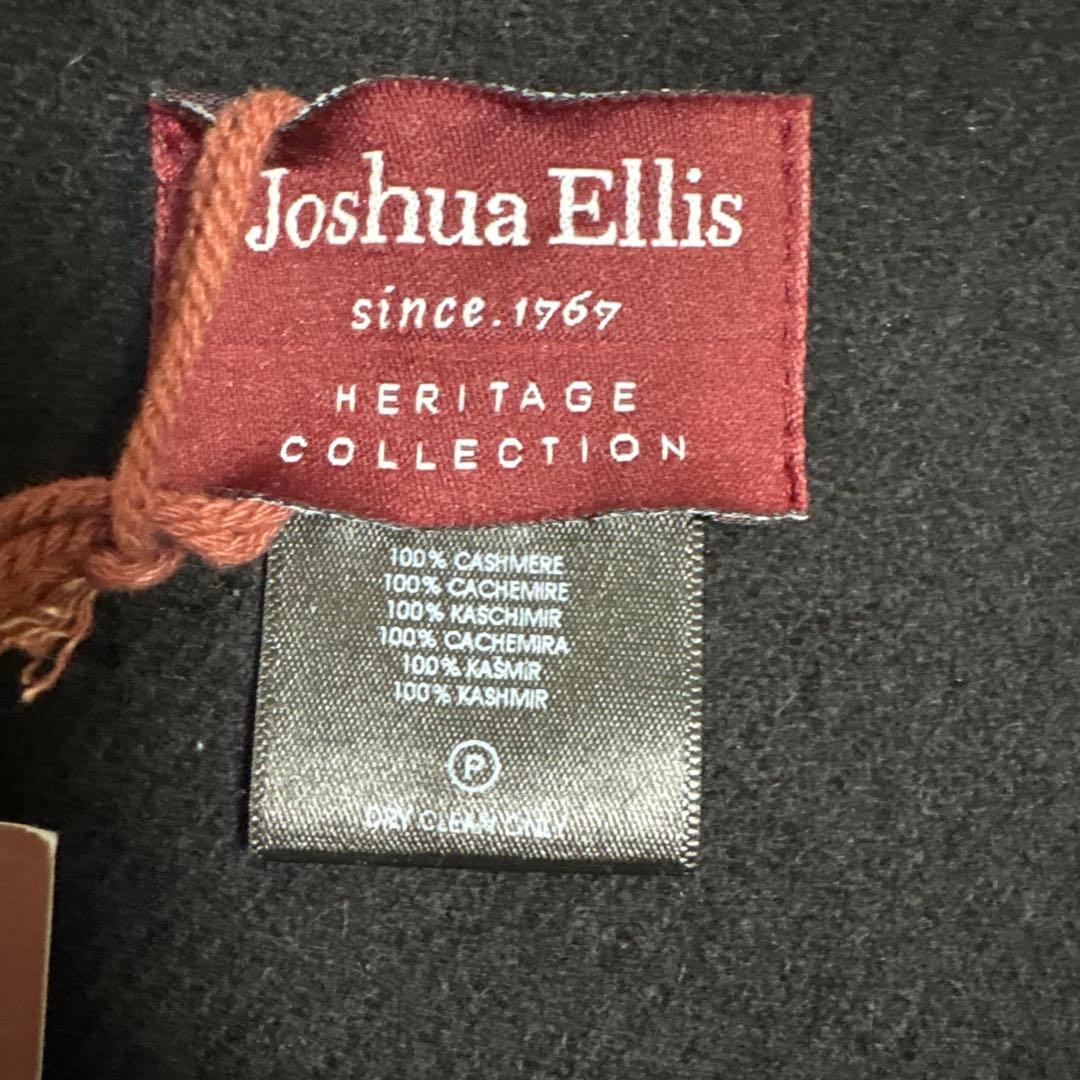 Joshua Ellis
since.1767
HERITAGE
COLLECTION
100% CASHMERE
100% CACHEMIRE
100% KASCHMIR
100% CACHEMIRA
100% KAŠMIR
100% KASHMIR
P
DRY CLEAN ONLY